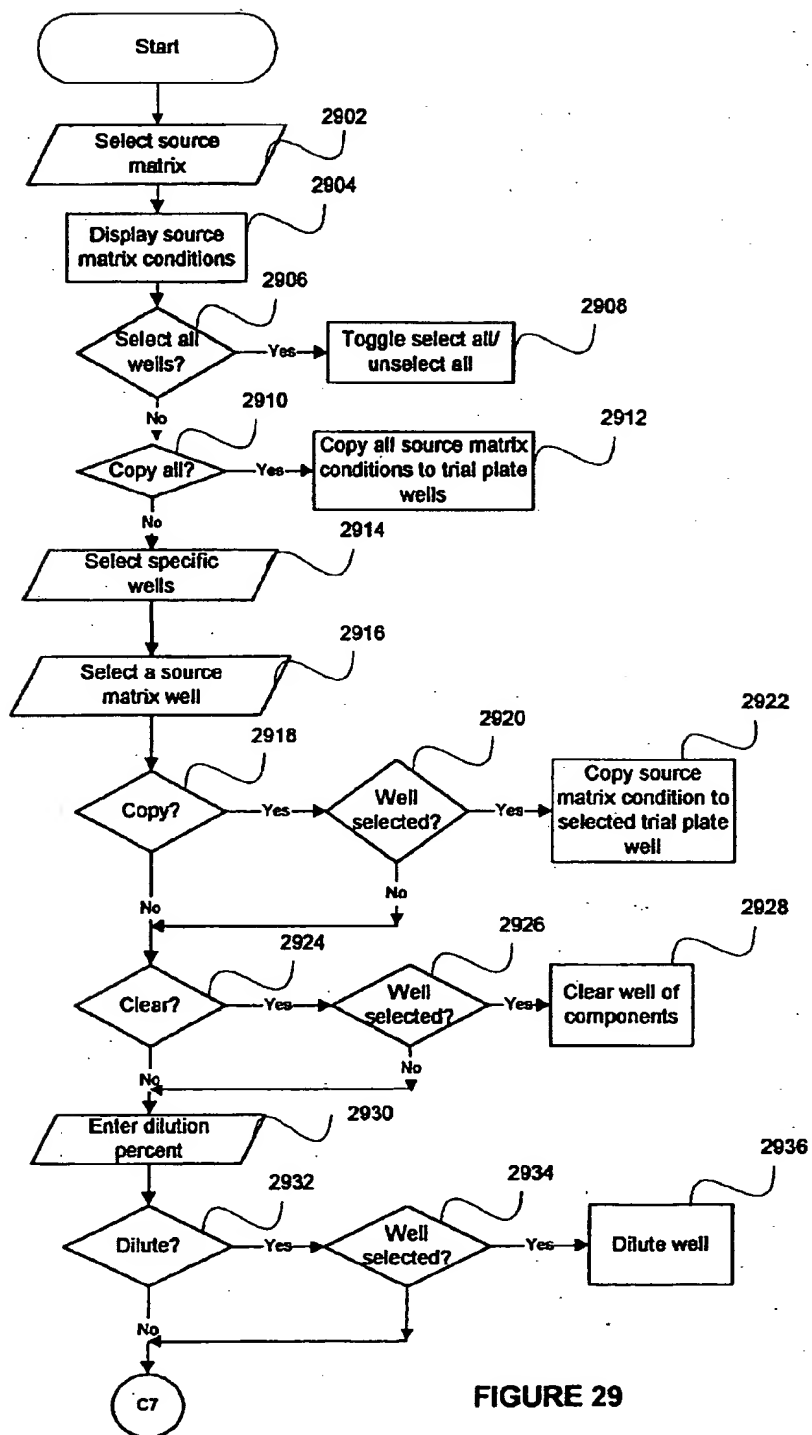 Start
2902
Select source
matrix
2904
Display source
matrix conditions
2906
Select all
wells?
Yes
2908
Toggle select all/
unselect all
No
2910
Copy all?
Yes
2912
Copy all source matrix
conditions to trial plate
wells
No
2914
Select specific
wells
2916
Select a source
matrix well
2918
Copy?
Yes
2920
Well
selected?
Yes
2922
Copy source
matrix condition to
selected trial plate
well
No
No
2924
Clear?
Yes
2926
Well
selected?
Yes
2928
Clear well of
components
No
No
2930
Enter dilution
percent
2932
Dilute?
Yes
2934
Well
selected?
Yes
2936
Dilute well
No
C7
FIGURE 29